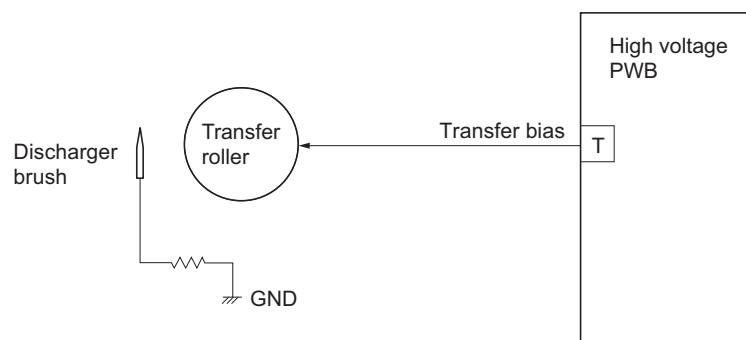 High voltage
PWB
Transfer bias
T
Transfer
roller
Discharger
brush
GND